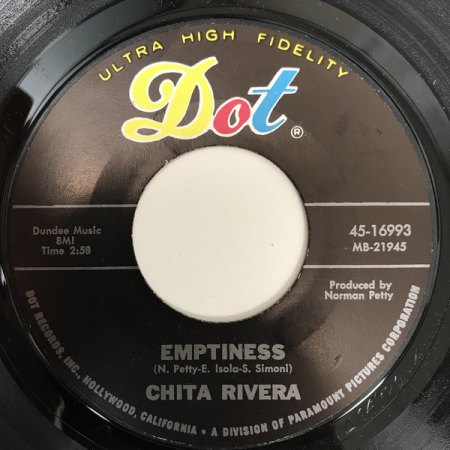 ULTRA HIGH FIDELITY
Dot®
Dundee Music
BMI
Time 2:58
45-16993
MB-21945
Produced by
Norman Petty
EMPTINESS
(N. Petty-E. Isola-S. Simoni)
CHITA RIVERA
DOT RECORDS, INC., HOLLYWOOD, CALIFORNIA • A DIVISION OF PARAMOUNT PICTURES CORPORATION